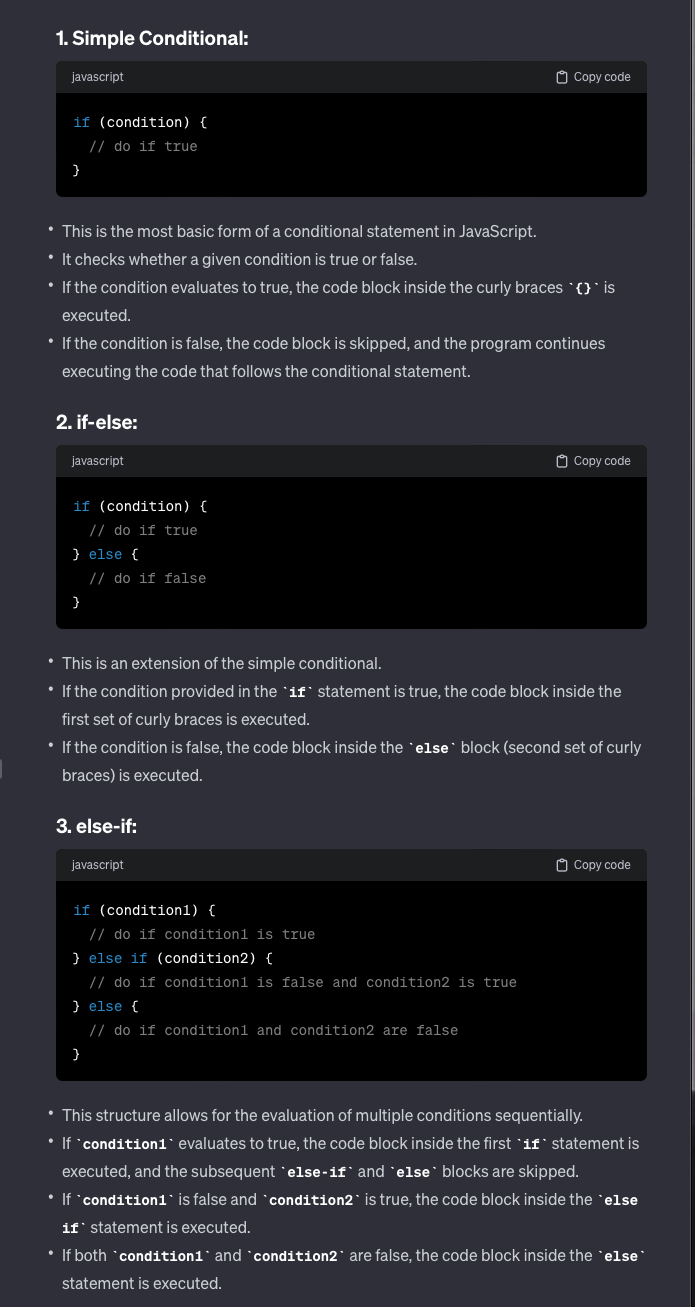 1. Simple Conditional:
javascript
Copy code
if (condition) {
  // do if true
}
• This is the most basic form of a conditional statement in JavaScript.
• It checks whether a given condition is true or false.
• If the condition evaluates to true, the code block inside the curly braces `{}` is
executed.
• If the condition is false, the code block is skipped, and the program continues
executing the code that follows the conditional statement.
2. if-else:
javascript
Copy code
if (condition) {
  // do if true
} else {
  // do if false
}
• This is an extension of the simple conditional.
• If the condition provided in the `if` statement is true, the code block inside the
first set of curly braces is executed.
• If the condition is false, the code block inside the `else` block (second set of curly
braces) is executed.
3. else-if:
javascript
Copy code
if (condition1) {
  // do if condition1 is true
} else if (condition2) {
  // do if condition1 is false and condition2 is true
} else {
  // do if condition1 and condition2 are false
}
• This structure allows for the evaluation of multiple conditions sequentially.
• If `condition1` evaluates to true, the code block inside the first `if` statement is
executed, and the subsequent `else-if` and `else` blocks are skipped.
• If `condition1` is false and `condition2` is true, the code block inside the `else
if` statement is executed.
• If both `condition1` and `condition2` are false, the code block inside the `else`
statement is executed.